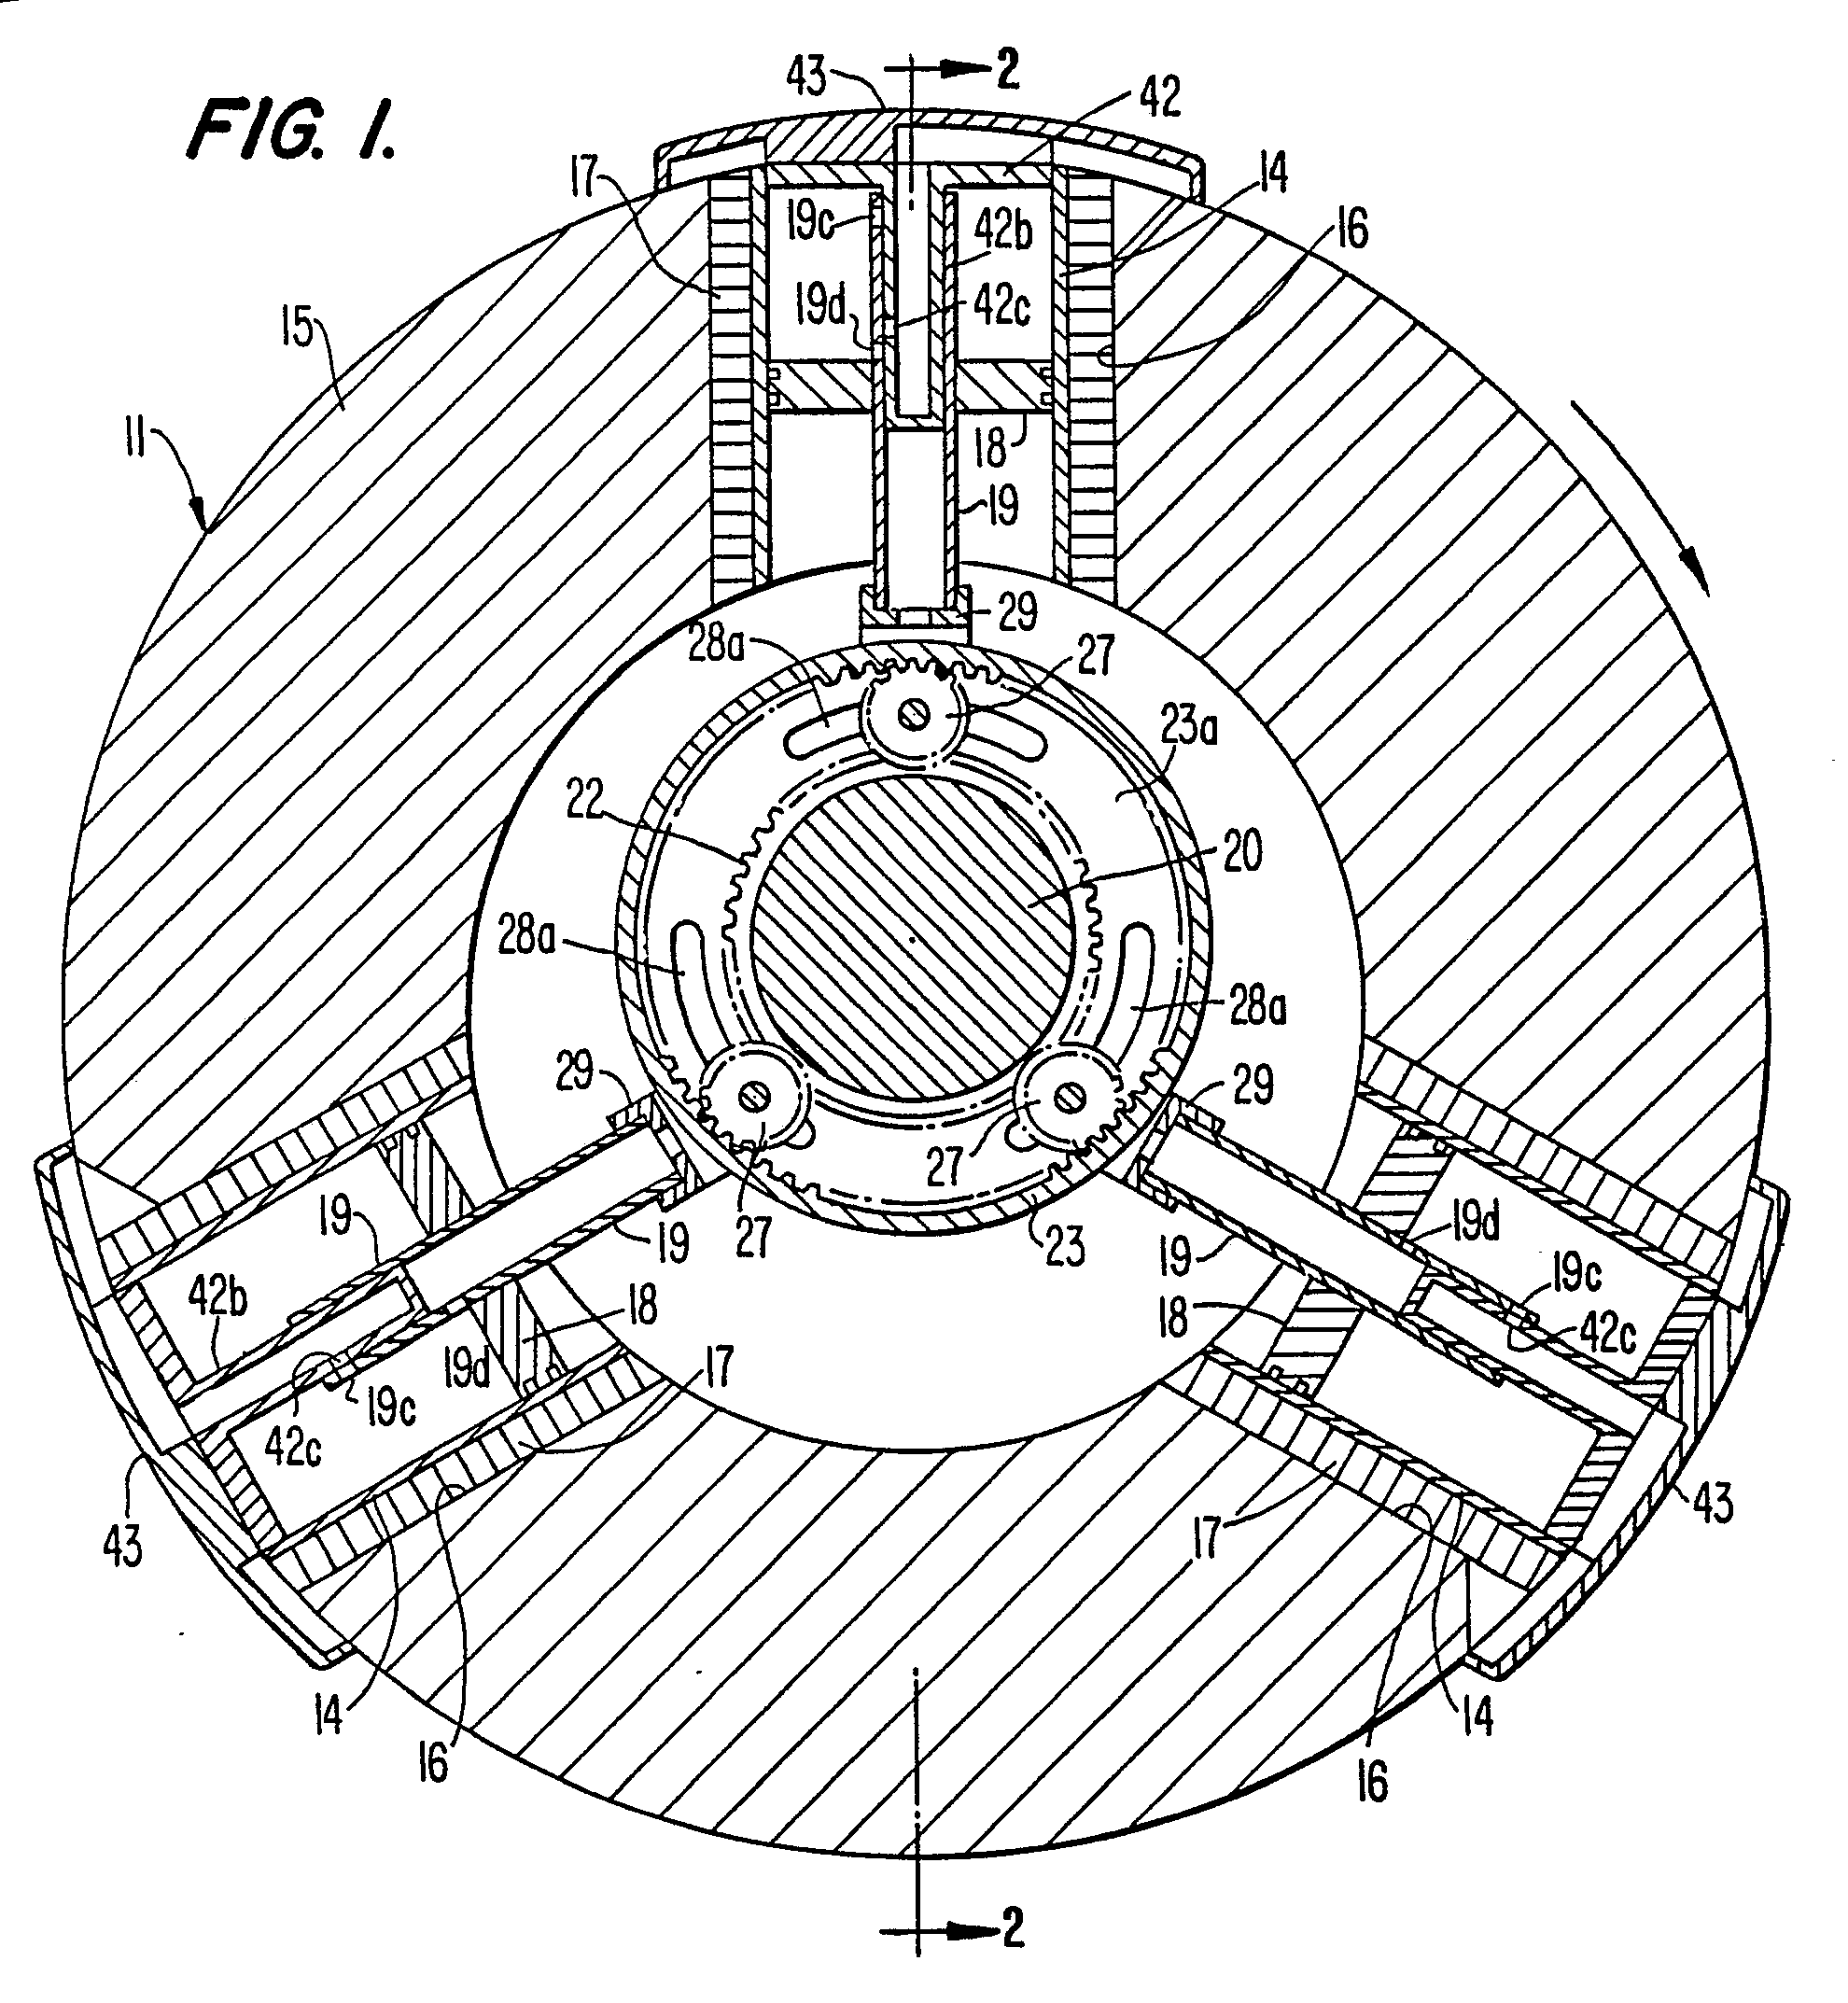 43 2 42
FIG. 1.
17 19c 42b 14 16
15 19d 42c
11 18
19
28a 29 27
23a
22 20
28a 28a
29 29
27 27
19 19 23 19 19d
42b 18 18 19c
42c 19c 19d 17 42c
43 17 43
14 16 16 14
2